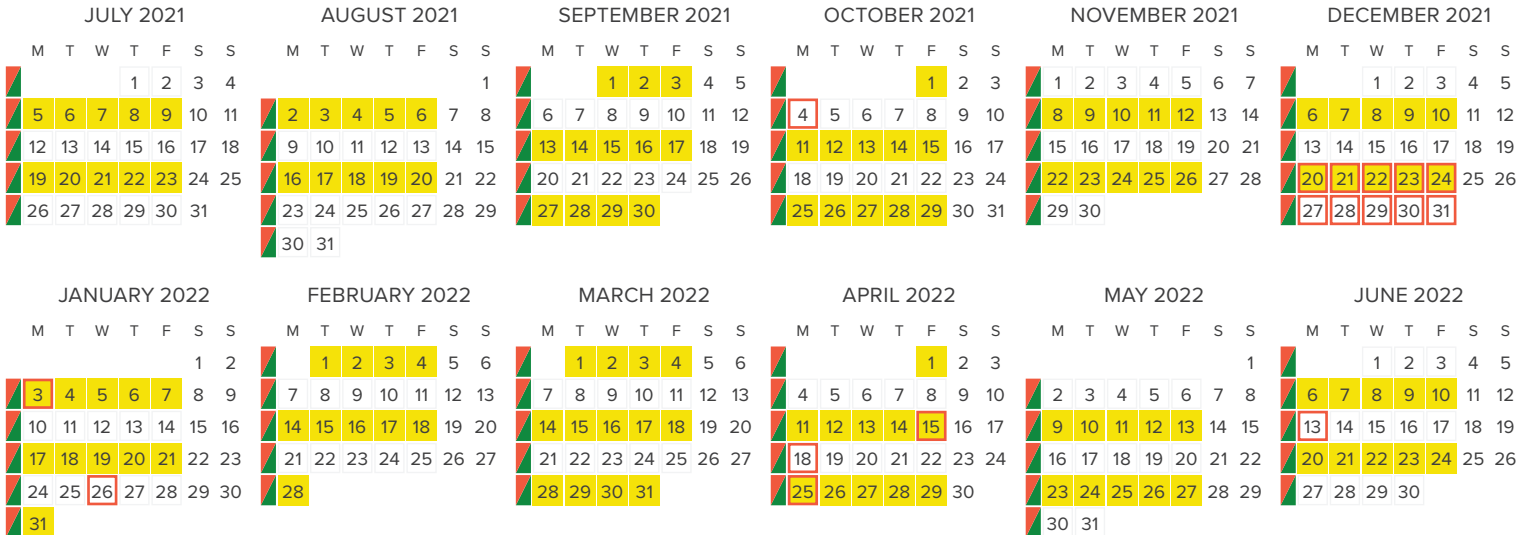 JULY 2021
M T W T F S S
1 2 3 4
5 6 7 8 9 10 11
12 13 14 15 16 17 18
19 20 21 22 23 24 25
26 27 28 29 30 31
AUGUST 2021
M T W T F S S
1
2 3 4 5 6 7 8
9 10 11 12 13 14 15
16 17 18 19 20 21 22
23 24 25 26 27 28 29
30 31
SEPTEMBER 2021
M T W T F S S
1 2 3 4 5
6 7 8 9 10 11 12
13 14 15 16 17 18 19
20 21 22 23 24 25 26
27 28 29 30
OCTOBER 2021
M T W T F S S
1 2 3
4 5 6 7 8 9 10
11 12 13 14 15 16 17
18 19 20 21 22 23 24
25 26 27 28 29 30 31
NOVEMBER 2021
M T W T F S S
1 2 3 4 5 6 7
8 9 10 11 12 13 14
15 16 17 18 19 20 21
22 23 24 25 26 27 28
29 30
DECEMBER 2021
M T W T F S S
1 2 3 4 5
6 7 8 9 10 11 12
13 14 15 16 17 18 19
20 21 22 23 24 25 26
27 28 29 30 31
JANUARY 2022
M T W T F S S
1 2
3 4 5 6 7 8 9
10 11 12 13 14 15 16
17 18 19 20 21 22 23
24 25 26 27 28 29 30
31
FEBRUARY 2022
M T W T F S S
1 2 3 4 5 6
7 8 9 10 11 12 13
14 15 16 17 18 19 20
21 22 23 24 25 26 27
28
MARCH 2022
M T W T F S S
1 2 3 4 5 6
7 8 9 10 11 12 13
14 15 16 17 18 19 20
21 22 23 24 25 26 27
28 29 30 31
APRIL 2022
M T W T F S S
1 2 3
4 5 6 7 8 9 10
11 12 13 14 15 16 17
18 19 20 21 22 23 24
25 26 27 28 29 30
MAY 2022
M T W T F S S
1
2 3 4 5 6 7 8
9 10 11 12 13 14 15
16 17 18 19 20 21 22
23 24 25 26 27 28 29
30 31
JUNE 2022
M T W T F S S
1 2 3 4 5
6 7 8 9 10 11 12
13 14 15 16 17 18 19
20 21 22 23 24 25 26
27 28 29 30